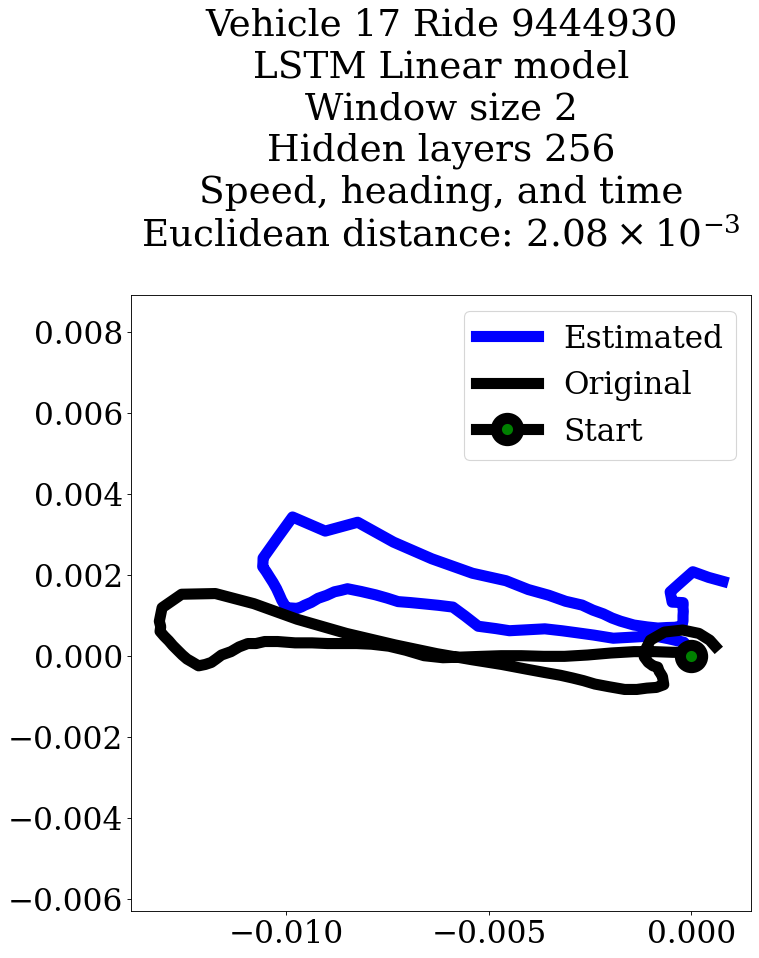 Vehicle 17 Ride 9444930
LSTM Linear model
Window size 2
Hidden layers 256
Speed, heading, and time
Euclidean distance: 2.08 × 10⁻³
Estimated
Original
Start
0.008
0.006
0.004
0.002
0.000
−0.002
−0.004
−0.006
−0.010 −0.005 0.000